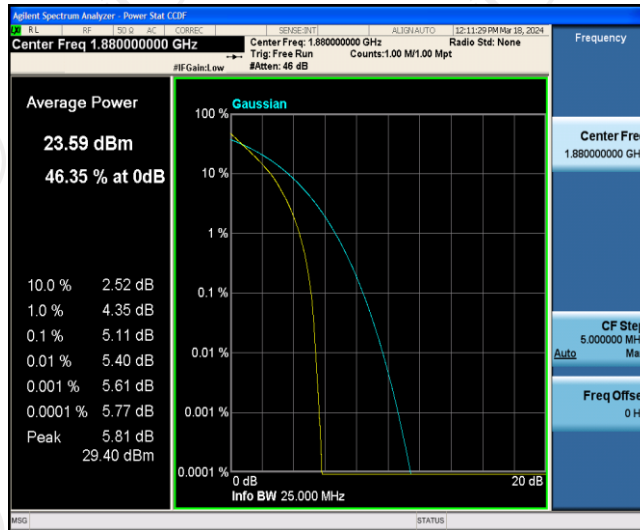 Agilent Spectrum Analyzer - Power Stat CCDF
RL RF 50 Ω AC CORREC SENSE:INT ALIGNAUTO 12:11:29 PM Mar 18, 2024
Center Freq 1.880000000 GHz
Center Freq: 1.880000000 GHz Radio Std: None
Trig: Free Run Counts:1.00 M/1.00 Mpt
#IFGain:Low #Atten: 46 dB
Frequency
Average Power
23.59 dBm
46.35 % at 0dB
10.0 % 2.52 dB
1.0 % 4.35 dB
0.1 % 5.11 dB
0.01 % 5.40 dB
0.001 % 5.61 dB
0.0001 % 5.77 dB
Peak 5.81 dB
29.40 dBm
Gaussian
100 %
10 %
1 %
0.1 %
0.01 %
0.001 %
0.0001 %
0 dB 20 dB
Info BW 25.000 MHz
Center Fre
1.880000000 GH
CF Step
5.000000 MH
Auto Ma
Freq Offse
0 H
MSG STATUS